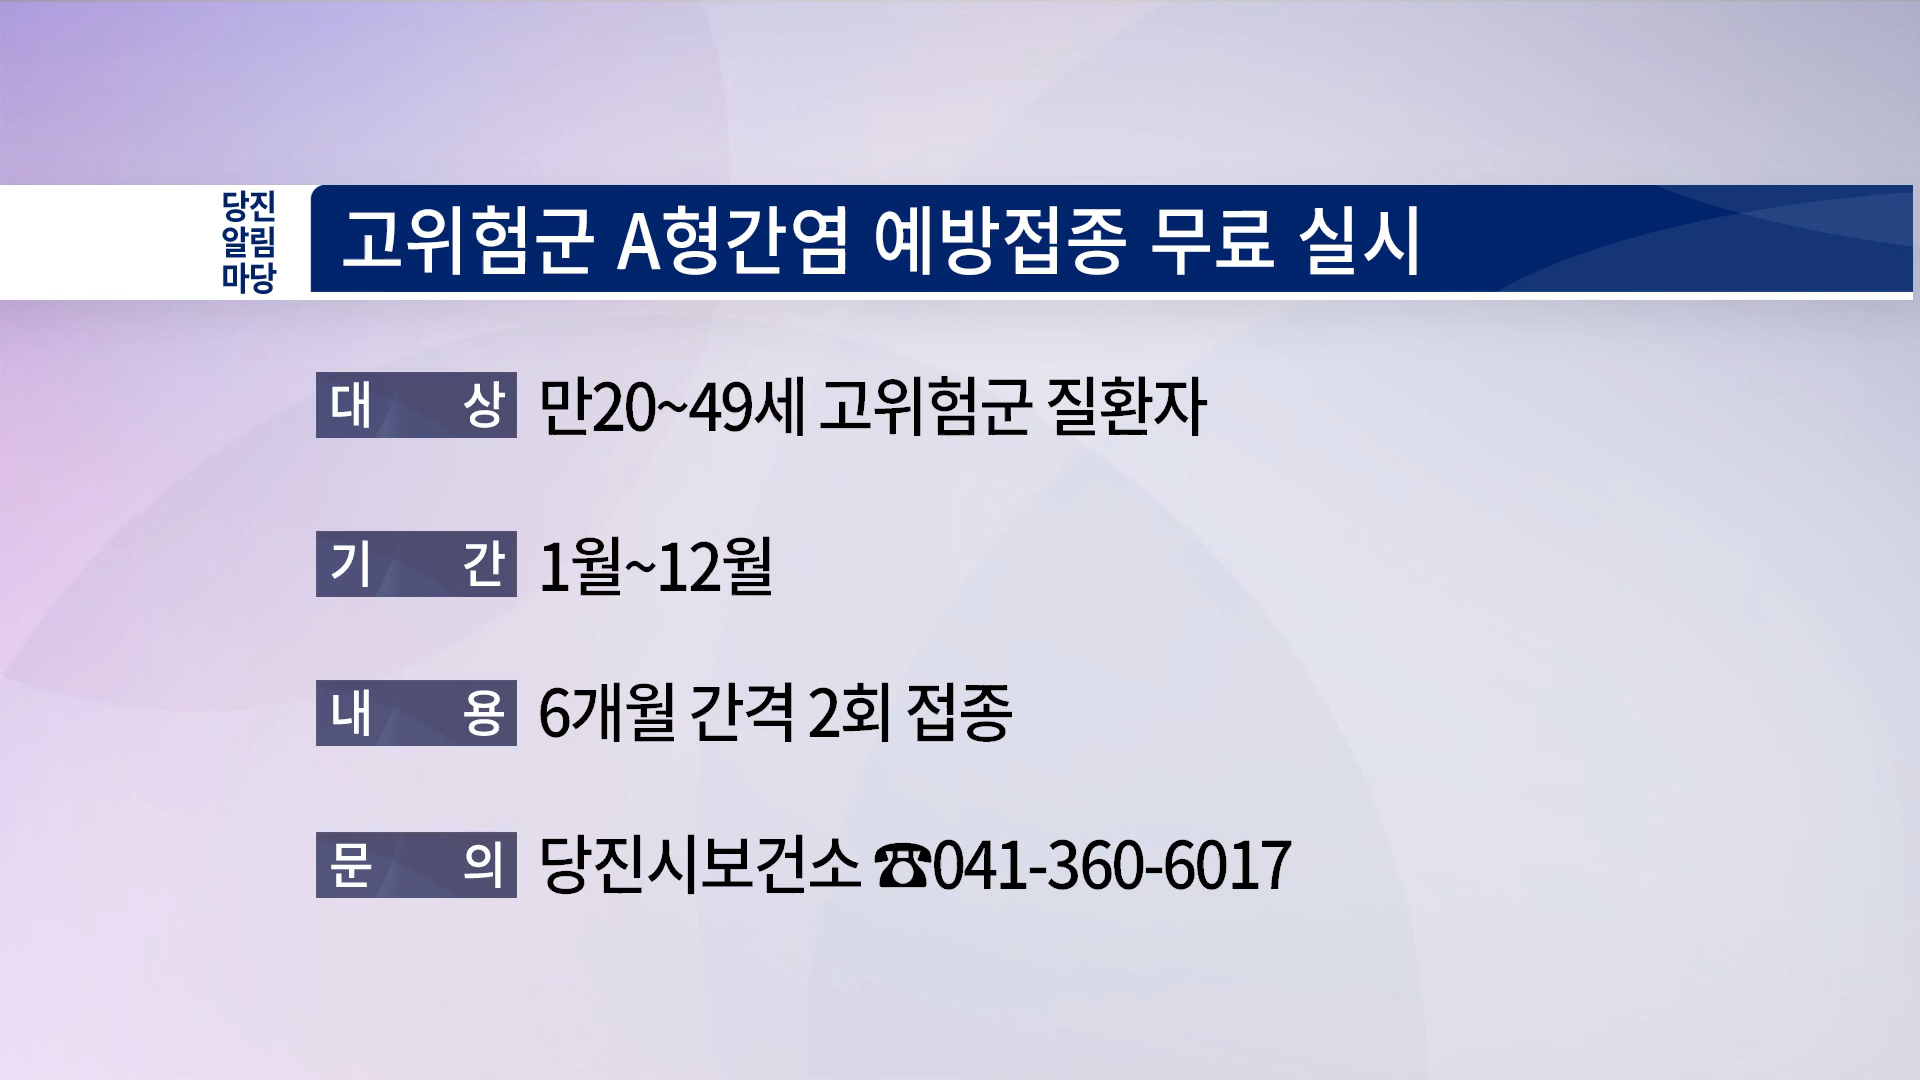 당진
알림
마당
고위험군 A형간염 예방접종 무료 실시
대 상 만20~49세 고위험군 질환자
기 간 1월~12월
내 용 6개월 간격 2회 접종
문 의 당진시보건소 ☎041-360-6017